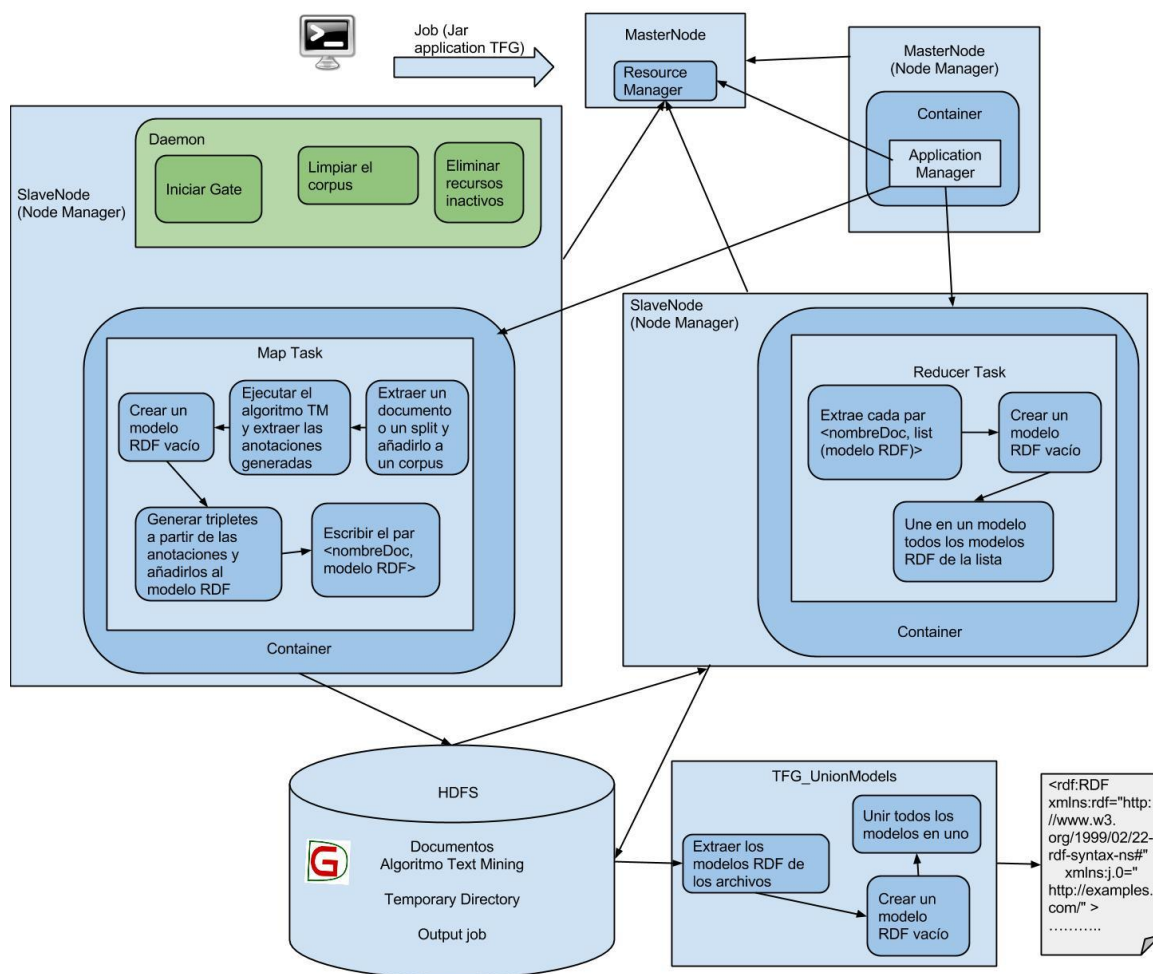 >_
Job (Jar
application TFG)
MasterNode
Resource
Manager
MasterNode
(Node Manager)
Container
Application
Manager
SlaveNode
(Node Manager)
Daemon
Iniciar Gate
Limpiar el
corpus
Eliminar
recursos
inactivos
Map Task
Extraer un
documento
o un split y
añadirlo a
un corpus
Ejecutar el
algoritmo TM
y extraer las
anotaciones
generadas
Crear un
modelo
RDF vacío
Generar tripletes
a partir de las
anotaciones y
añadirlos al
modelo RDF
Escribir el par
<nombreDoc,
modelo RDF>
Container
SlaveNode
(Node Manager)
Reducer Task
Extrae cada par
<nombreDoc, list
(modelo RDF)>
Crear un
modelo
RDF vacío
Une en un modelo
todos los modelos
RDF de la lista
Container
HDFS
G
Documentos
Algoritmo Text Mining
Temporary Directory
Output job
TFG_UnionModels
Extraer los
modelos RDF de
los archivos
Crear un
modelo
RDF vacío
Unir todos los
modelos en uno
<rdf:RDF
xmlns:rdf="http:
//www.w3.
org/1999/02/22-
rdf-syntax-ns#"
xmlns:j.0="
http://examples.
com/" >
...........